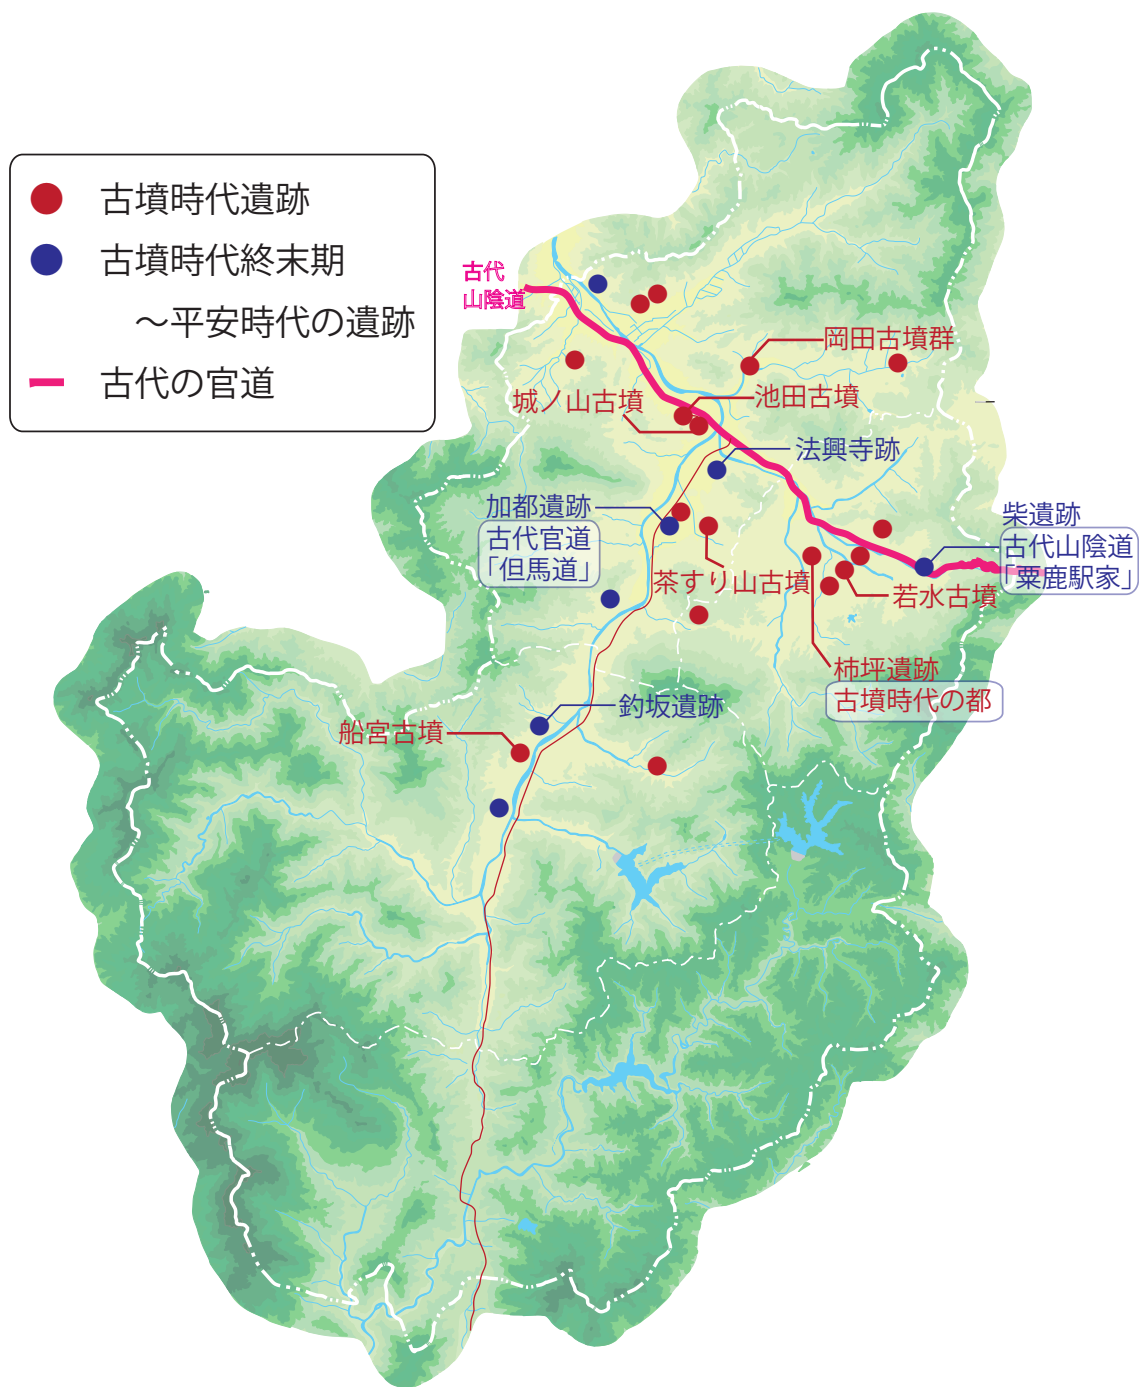 古墳時代遺跡
古墳時代終末期
～平安時代の遺跡
古代の官道
古代
山陰道
岡田古墳群
城ノ山古墳
池田古墳
法興寺跡
加都遺跡
古代官道
「但馬道」
柴遺跡
古代山陰道
「粟鹿駅家」
茶すり山古墳
若水古墳
柿坪遺跡
古墳時代の都
釣坂遺跡
船宮古墳